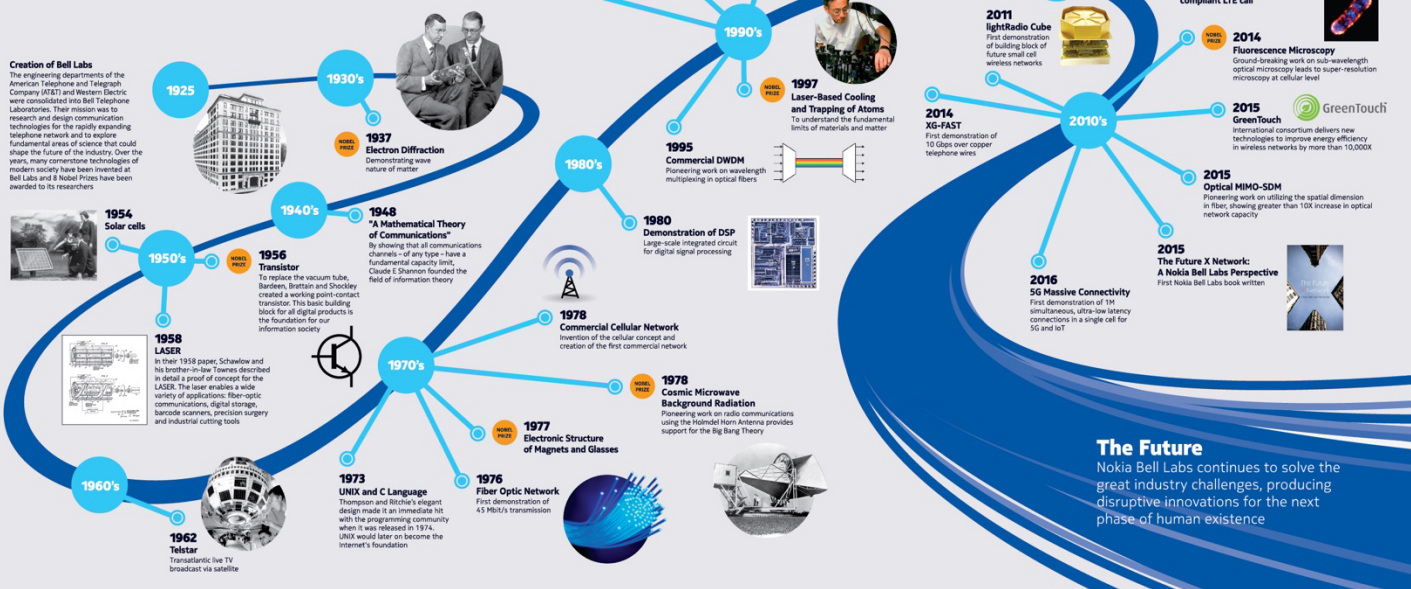 Creation of Bell Labs
The engineering departments of the
American Telephone and Telegraph
Company (AT&T) and Western Electric
were consolidated into Bell Telephone
Laboratories. Their mission was to
research and design communication
technologies for the rapidly expanding
telephone network and to explore
fundamental areas of science that could
shape the future of the industry. Over the
years, many cornerstone technologies of
modern society have been invented at
Bell Labs and 8 Nobel Prizes have been
awarded to its researchers
1925
1930's
NOBEL
PRIZE
1937
Electron Diffraction
Demonstrating wave
nature of matter
1940's
1948
"A Mathematical Theory
of Communications"
By showing that all communications
channels – of any type – have a
fundamental capacity limit,
Claude E Shannon founded the
field of information theory
1954
Solar cells
1950's
NOBEL
PRIZE
1956
Transistor
To replace the vacuum tube,
Bardeen, Brattain and Shockley
created a working point-contact
transistor. This basic building
block for all digital products is
the foundation for our
information society
1958
LASER
In their 1958 paper, Schawlow and
his brother-in-law Townes described
in detail a proof of concept for the
LASER. The laser enables a wide
variety of applications: fiber-optic
communications, digital storage,
barcode scanners, precision surgery
and industrial cutting tools
1960's
1962
Telstar
Transatlantic live TV
broadcast via satellite
1970's
1973
UNIX and C Language
Thompson and Ritchie's elegant
design made it an immediate hit
with the programming community
when it was released in 1974.
UNIX would later on become the
Internet's foundation
1976
Fiber Optic Network
First demonstration of
45 Mbit/s transmission
NOBEL
PRIZE
1977
Electronic Structure
of Magnets and Glasses
NOBEL
PRIZE
1978
Cosmic Microwave
Background Radiation
Pioneering work on radio communications
using the Holmdel Horn Antenna provides
support for the Big Bang Theory
1978
Commercial Cellular Network
Invention of the cellular concept and
creation of the first commercial network
1980's
1980
Demonstration of DSP
Large-scale integrated circuit
for digital signal processing
1990's
1995
Commercial DWDM
Pioneering work on wavelength
multiplexing in optical fibers
NOBEL
PRIZE
1997
Laser-Based Cooling
and Trapping of Atoms
To understand the fundamental
limits of materials and matter
2011
lightRadio Cube
First demonstration
of building block of
future small cell
wireless networks
2014
XG-FAST
First demonstration of
10 Gbps over copper
telephone wires
2010's
compliant LTE call
NOBEL
PRIZE
2014
Fluorescence Microscopy
Ground-breaking work on sub-wavelength
optical microscopy leads to super-resolution
microscopy at cellular level
2015
GreenTouch
International consortium delivers new
technologies to improve energy efficiency
in wireless networks by more than 10,000X
GreenTouch
2015
Optical MIMO-SDM
Pioneering work on utilizing the spatial dimension
in fiber, showing greater than 10X increase in optical
network capacity
2015
The Future X Network:
A Nokia Bell Labs Perspective
First Nokia Bell Labs book written
2016
5G Massive Connectivity
First demonstration of 1M
simultaneous, ultra-low latency
connections in a single cell for
5G and IoT
The Future
Nokia Bell Labs continues to solve the
great industry challenges, producing
disruptive innovations for the next
phase of human existence